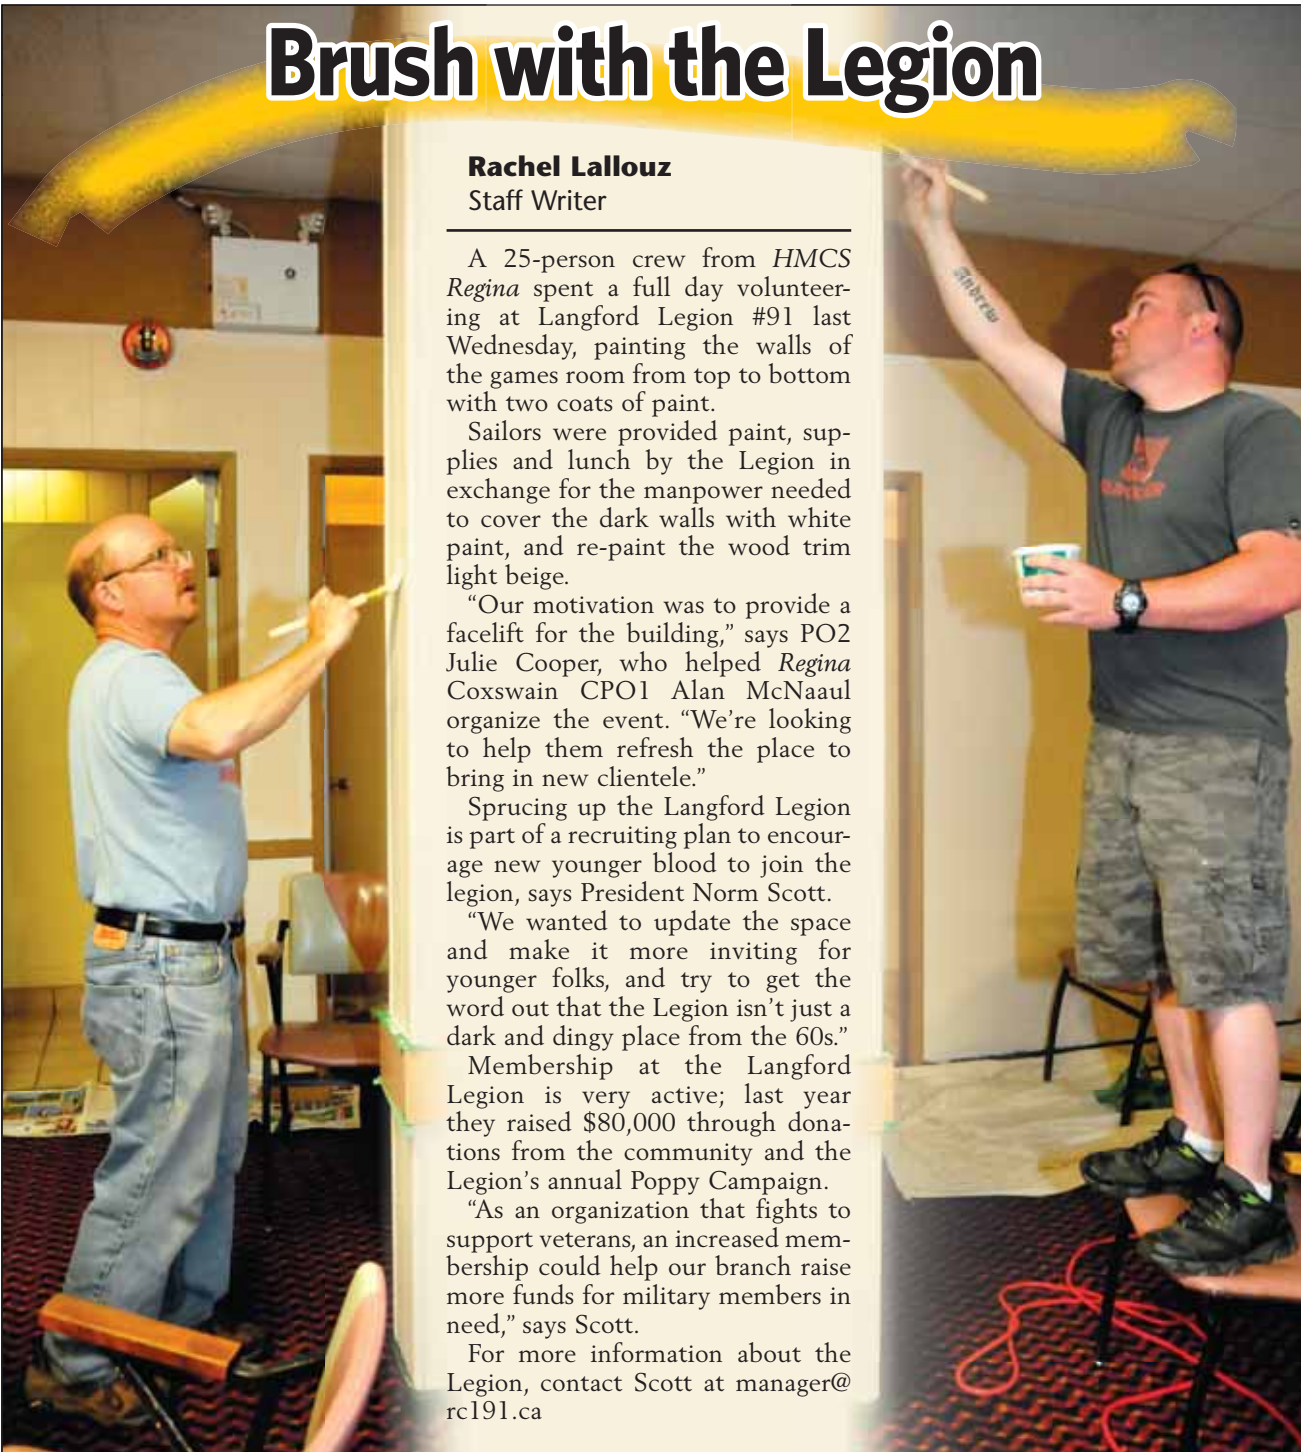 Brush with the Legion
Rachel Lallouz
Staff Writer
A 25-person crew from HMCS
Regina spent a full day volunteer-
ing at Langford Legion #91 last
Wednesday, painting the walls of
the games room from top to bottom
with two coats of paint.
Sailors were provided paint, sup-
plies and lunch by the Legion in
exchange for the manpower needed
to cover the dark walls with white
paint, and re-paint the wood trim
light beige.
“Our motivation was to provide a
facelift for the building,” says PO2
Julie Cooper, who helped Regina
Coxswain CPO1 Alan McNaaul
organize the event. “We’re looking
to help them refresh the place to
bring in new clientele.”
Sprucing up the Langford Legion
is part of a recruiting plan to encour-
age new younger blood to join the
legion, says President Norm Scott.
“We wanted to update the space
and make it more inviting for
younger folks, and try to get the
word out that the Legion isn’t just a
dark and dingy place from the 60s.”
Membership at the Langford
Legion is very active; last year
they raised $80,000 through dona-
tions from the community and the
Legion’s annual Poppy Campaign.
“As an organization that fights to
support veterans, an increased mem-
bership could help our branch raise
more funds for military members in
need,” says Scott.
For more information about the
Legion, contact Scott at manager@
rc191.ca
Andrew